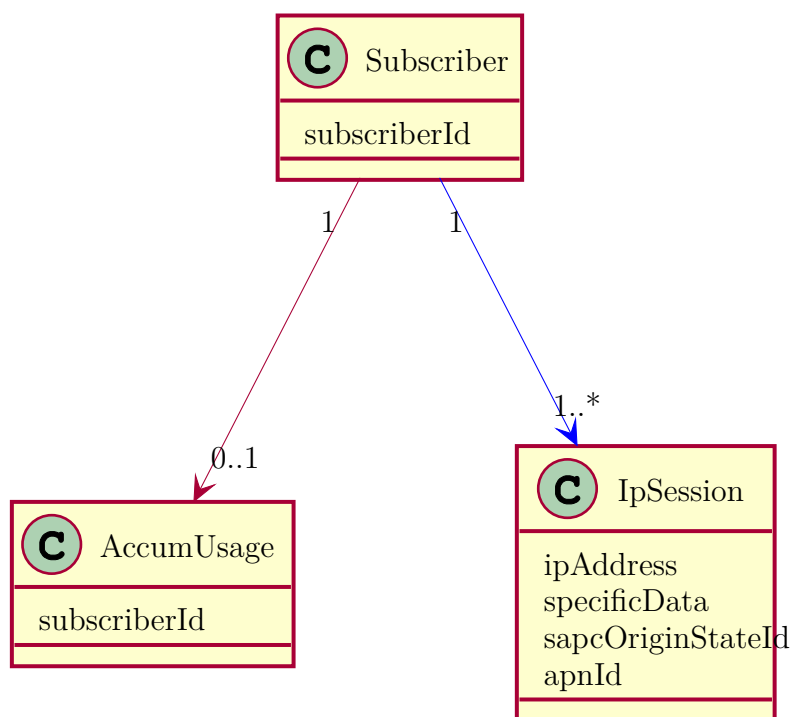 C Subscriber
subscriberId
1 1
1..*
0..1
C IpSession
C AccumUsage
ipAddress
specificData
subscriberId
sapcOriginStateId
apnId